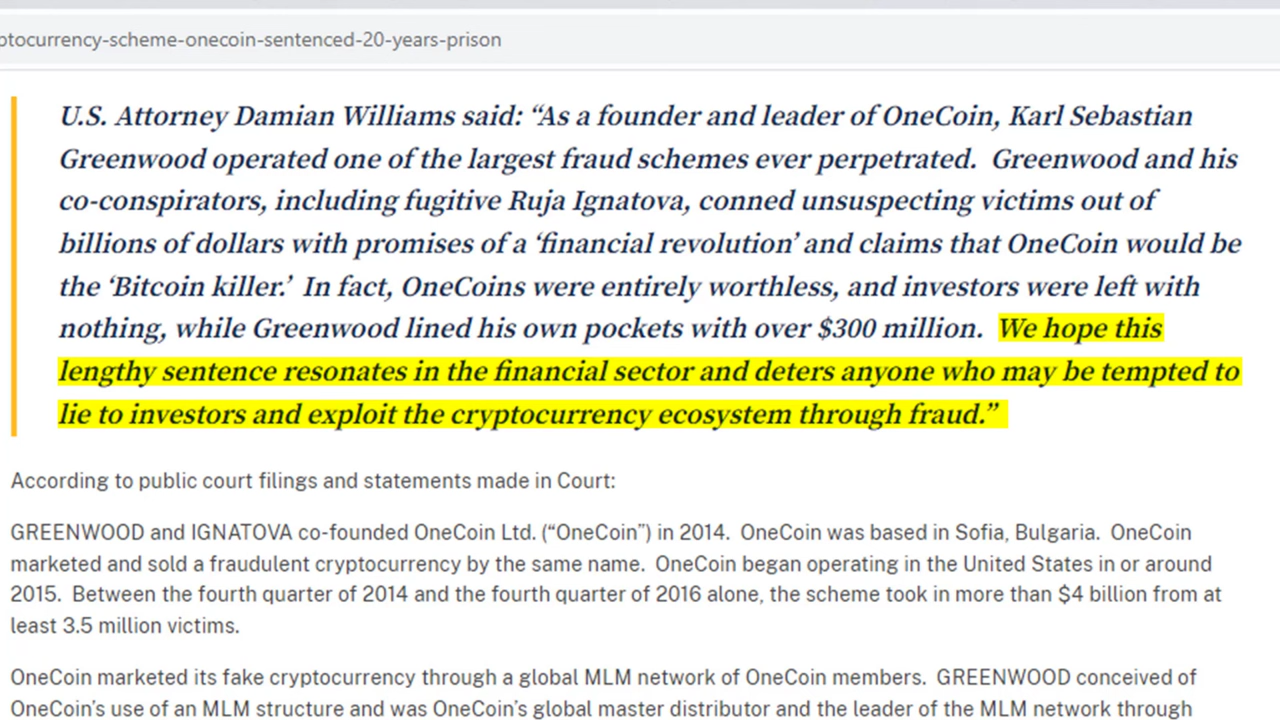 ptocurrency-scheme-onecoin-sentenced-20-years-prison
U.S. Attorney Damian Williams said: “As a founder and leader of OneCoin, Karl Sebastian
Greenwood operated one of the largest fraud schemes ever perpetrated.  Greenwood and his
co-conspirators, including fugitive Ruja Ignatova, conned unsuspecting victims out of
billions of dollars with promises of a ‘financial revolution’ and claims that OneCoin would be
the ‘Bitcoin killer.’  In fact, OneCoins were entirely worthless, and investors were left with
nothing, while Greenwood lined his own pockets with over $300 million.  We hope this
lengthy sentence resonates in the financial sector and deters anyone who may be tempted to
lie to investors and exploit the cryptocurrency ecosystem through fraud.”
According to public court filings and statements made in Court:
GREENWOOD and IGNATOVA co-founded OneCoin Ltd. (“OneCoin”) in 2014.  OneCoin was based in Sofia, Bulgaria.  OneCoin
marketed and sold a fraudulent cryptocurrency by the same name.  OneCoin began operating in the United States in or around
2015.  Between the fourth quarter of 2014 and the fourth quarter of 2016 alone, the scheme took in more than $4 billion from at
least 3.5 million victims.
OneCoin marketed its fake cryptocurrency through a global MLM network of OneCoin members.  GREENWOOD conceived of
OneCoin’s use of an MLM structure and was OneCoin’s global master distributor and the leader of the MLM network through